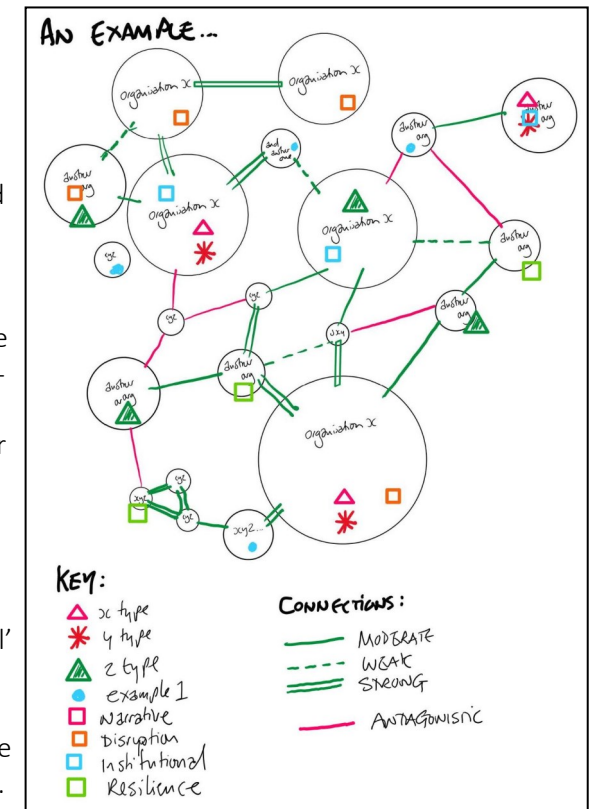 AN EXAMPLE...
organisation x
organisation x
another
org
another
org
and
another
one
another
org
organisation x
organisation x
another
org
xyz
xyz
xyz
another
org
xyz
another
org
another
org
organisation x
xyz
xyz
xyz
xyz...
l'
e
r
e
.
KEY:
x type
y type
z type
example 1
Narrative
Disruption
Institutional
Resilience
CONNECTIONS:
MODERATE
WEAK
STRONG
ANTAGONISTIC